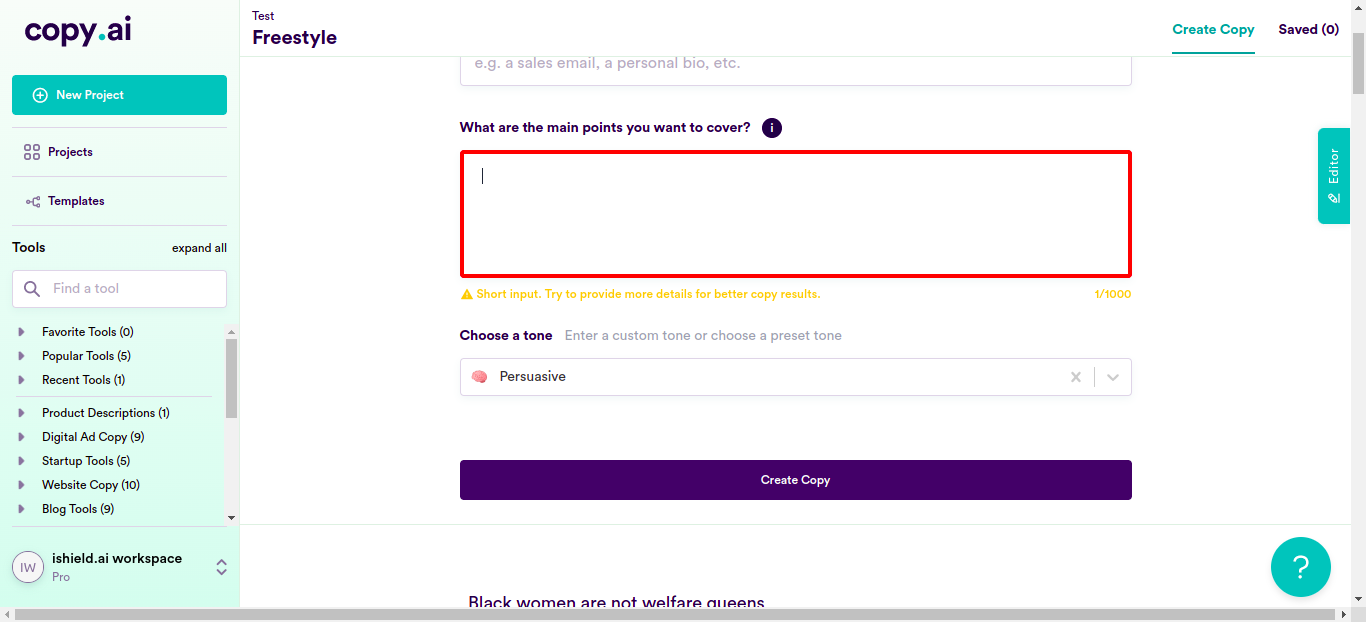 copy.ai
New Project
Projects
Templates
Tools
expand all
Find a tool
Favorite Tools (0)
Popular Tools (5)
Recent Tools (1)
Product Descriptions (1)
Digital Ad Copy (9)
Startup Tools (5)
Website Copy (10)
Blog Tools (9)
IW
ishield.ai workspace
Pro
Test
Freestyle
Create Copy
Saved (0)
e.g. a sales email, a personal bio, etc.
What are the main points you want to cover?
i
Short input. Try to provide more details for better copy results.
1/1000
Choose a tone
Enter a custom tone or choose a preset tone
Persuasive
Create Copy
Black women are not welfare queens
Editor
?